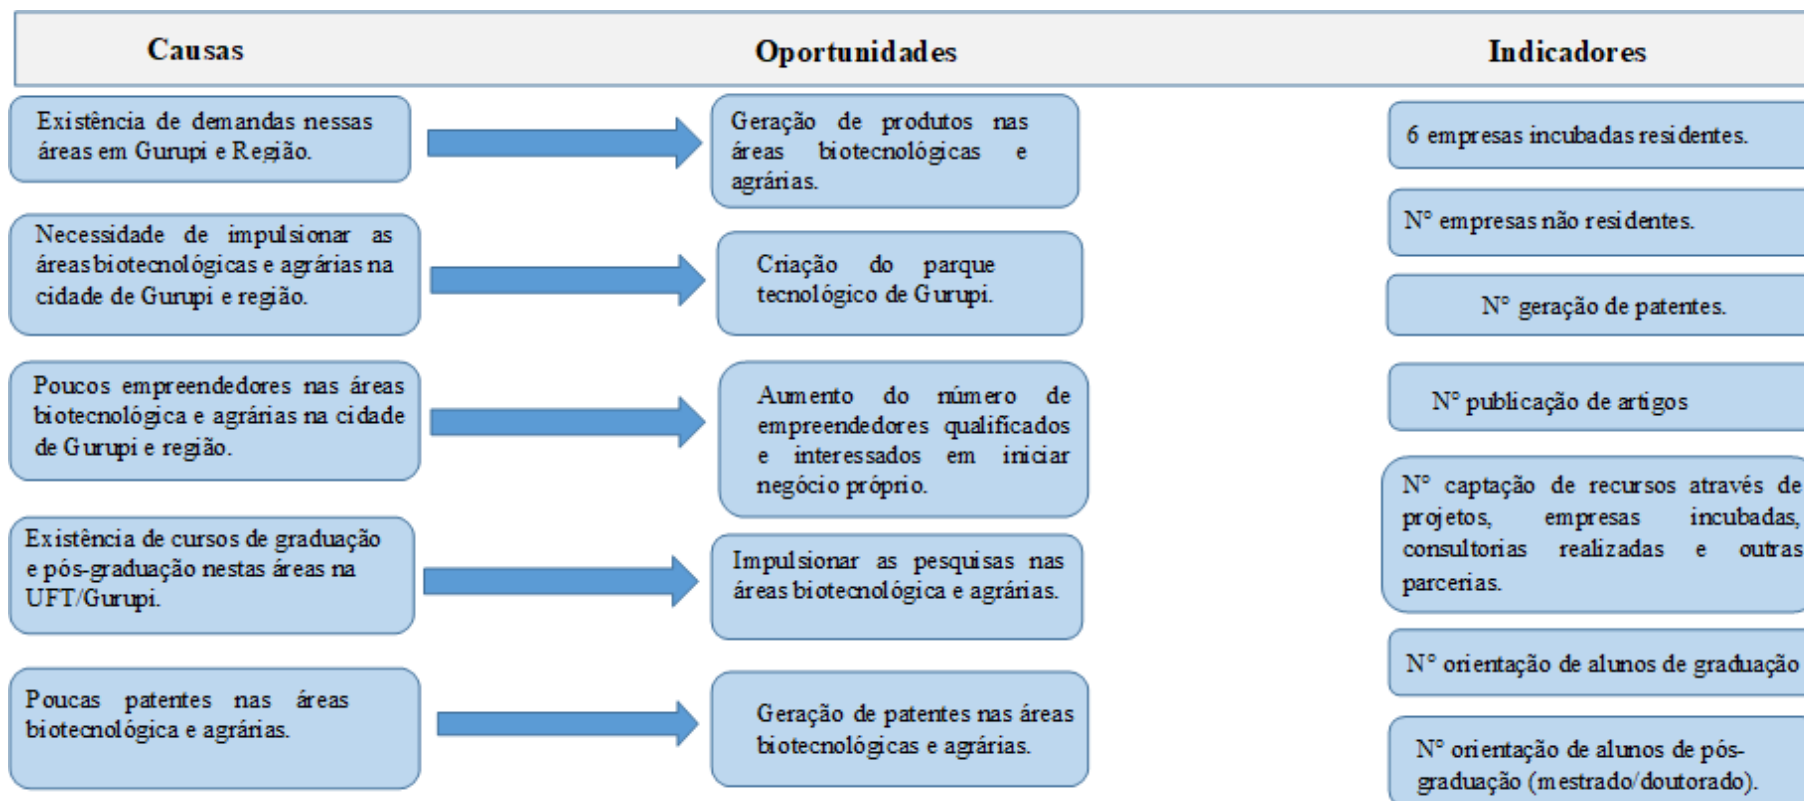 Causas
Oportunidades
Indicadores
Existência de demandas nessas
áreas em Gurupi e Região.
Geração de produtos nas
áreas biotecnológicas e
agrárias.
6 empresas incubadas residentes.
Necessidade de impulsionar as
áreas biotecnológicas e agrárias na
cidade de Gurupi e região.
Criação do parque
tecnológico de Gurupi.
N° empresas não residentes.
N° geração de patentes.
Poucos empreendedores nas áreas
biotecnológica e agrárias na cidade
de Gurupi e região.
Aumento do número de
empreendedores qualificados
e interessados em iniciar
negócio próprio.
N° publicação de artigos
Existência de cursos de graduação
e pós-graduação nestas áreas na
UFT/Gurupi.
Impulsionar as pesquisas nas
áreas biotecnológica e agrárias.
N° captação de recursos através de
projetos, empresas incubadas,
consultorias realizadas e outras
parcerias.
N° orientação de alunos de graduação
Poucas patentes nas áreas
biotecnológica e agrárias.
Geração de patentes nas áreas
biotecnológicas e agrárias.
N° orientação de alunos de pós-
graduação (mestrado/doutorado).